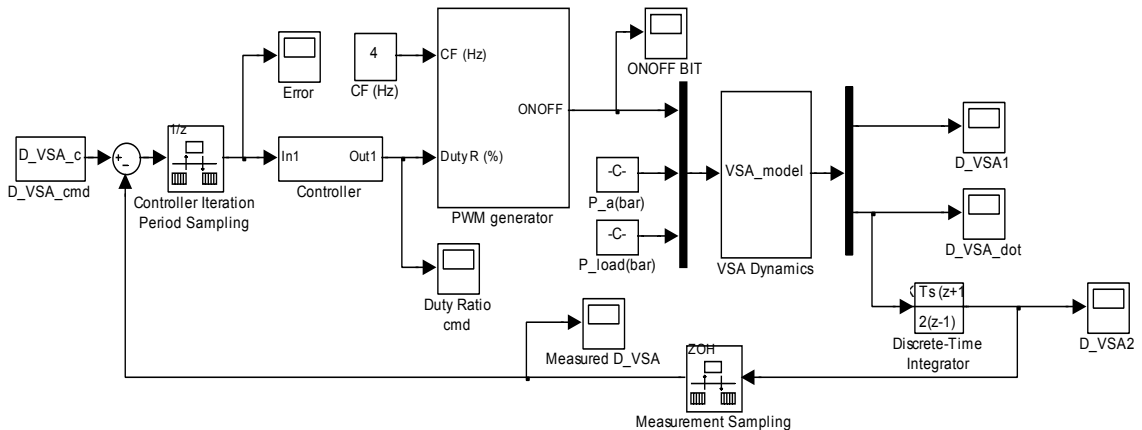 Error
4
CF (Hz)
CF (Hz)
ONOFF
Duty R (%)
PWM generator
ONOFF BIT
D_VSA_c
D_VSA_cmd
+
-
1/z
Controller Iteration
Period Sampling
In1
Out1
Controller
Duty Ratio
cmd
-C-
P_a(bar)
-C-
P_load(bar)
VSA_model
VSA Dynamics
D_VSA1
D_VSA_dot
Ts (z+1
2(z-1)
Discrete-Time
Integrator
D_VSA2
Measured D_VSA
ZOH
Measurement Sampling